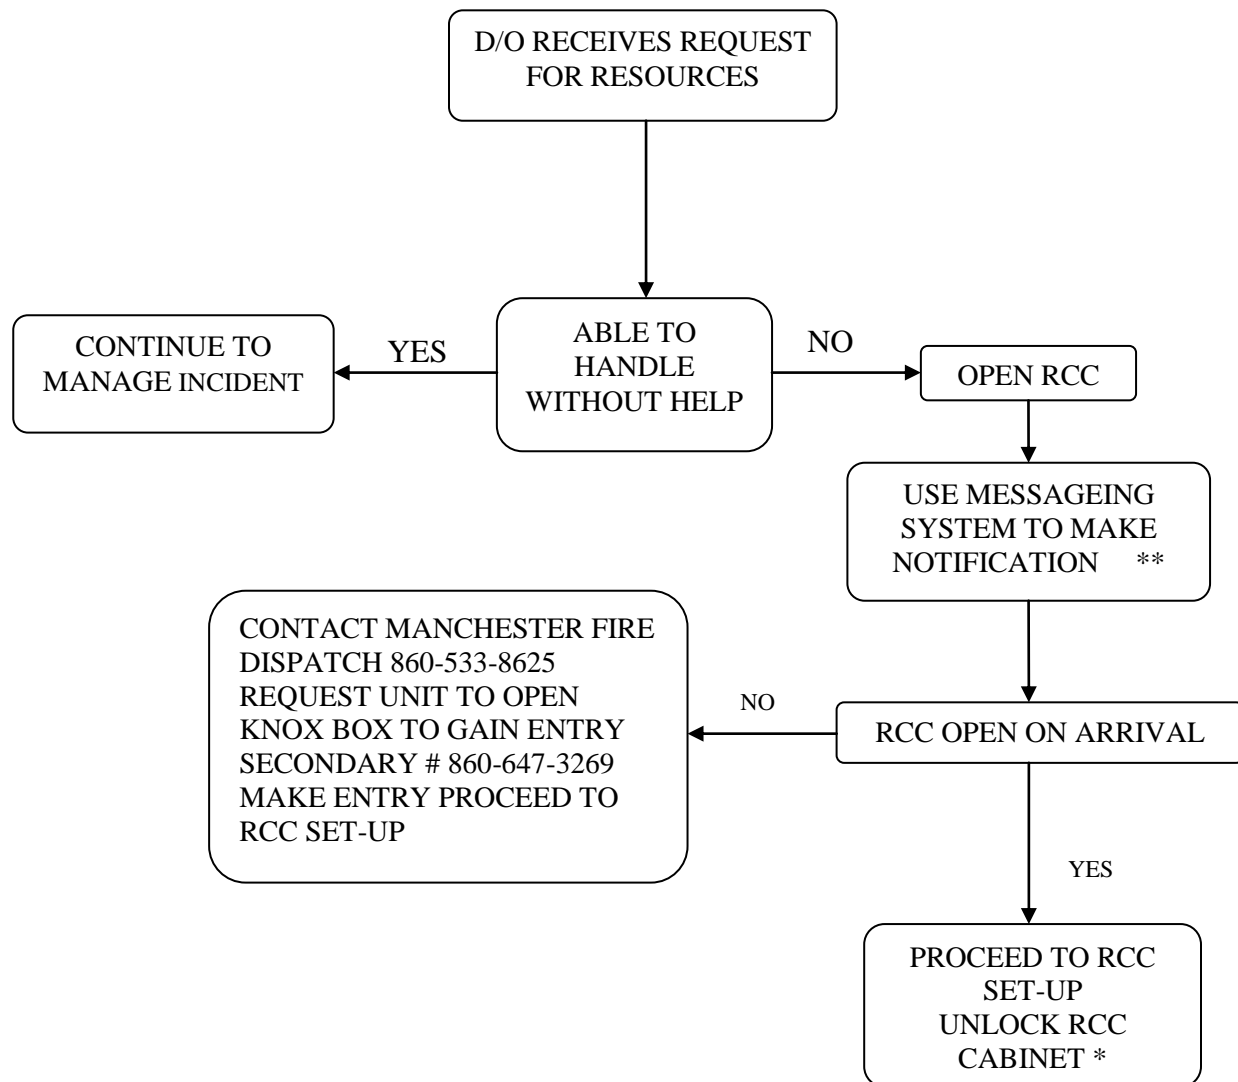 D/O RECEIVES REQUEST
FOR RESOURCES
ABLE TO
HANDLE
WITHOUT HELP
YES
CONTINUE TO
MANAGE INCIDENT
NO
OPEN RCC
USE MESSAGEING
SYSTEM TO MAKE
NOTIFICATION **
RCC OPEN ON ARRIVAL
NO
CONTACT MANCHESTER FIRE
DISPATCH 860-533-8625
REQUEST UNIT TO OPEN
KNOX BOX TO GAIN ENTRY
SECONDARY # 860-647-3269
MAKE ENTRY PROCEED TO
RCC SET-UP
YES
PROCEED TO RCC
SET-UP
UNLOCK RCC
CABINET *